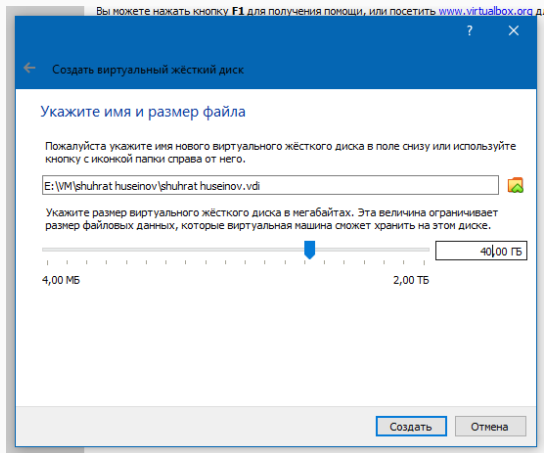 Вы можете нажать кнопку F1 для получения помощи, или посетить www.virtualbox.org
?
Создать виртуальный жёсткий диск
Укажите имя и размер файла
Пожалуйста укажите имя нового виртуального жёсткого диска в поле снизу или используйте
кнопку с иконкой папки справа от него.
E:\VM\shuhrat huseinov\shuhrat huseinov.vdi
Укажите размер виртуального жёсткого диска в мегабайтах. Эта величина ограничивает
размер файловых данных, которые виртуальная машина сможет хранить на этом диске.
40,00 ГБ
4,00 МБ 2,00 ТБ
Создать Отмена